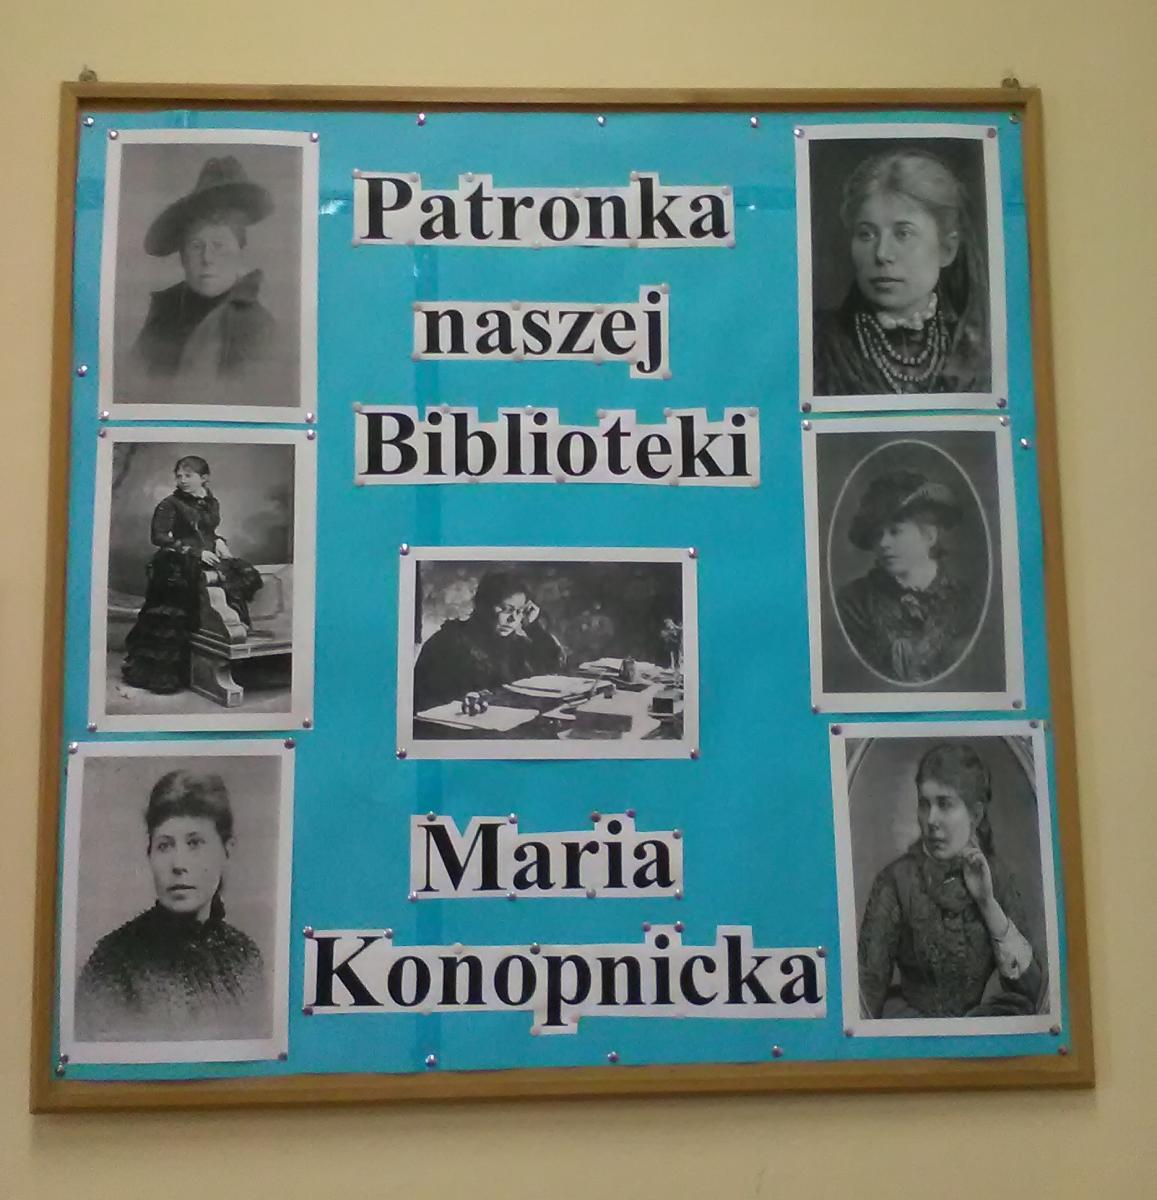 Patronka
naszej
Biblioteki
Maria
Konopnicka